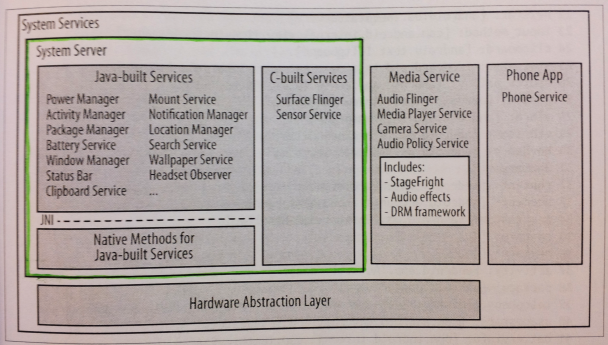 System Services
System Server
Java-built Services
Power Manager
Activity Manager
Package Manager
Battery Service
Window Manager
Status Bar
Clipboard Service
Mount Service
Notification Manager
Location Manager
Search Service
Wallpaper Service
Headset Observer
...
JNI
Native Methods for
Java-built Services
C-built Services
Surface Flinger
Sensor Service
Media Service
Audio Flinger
Media Player Service
Camera Service
Audio Policy Service
Includes:
- StageFright
- Audio effects
- DRM framework
Phone App
Phone Service
Hardware Abstraction Layer